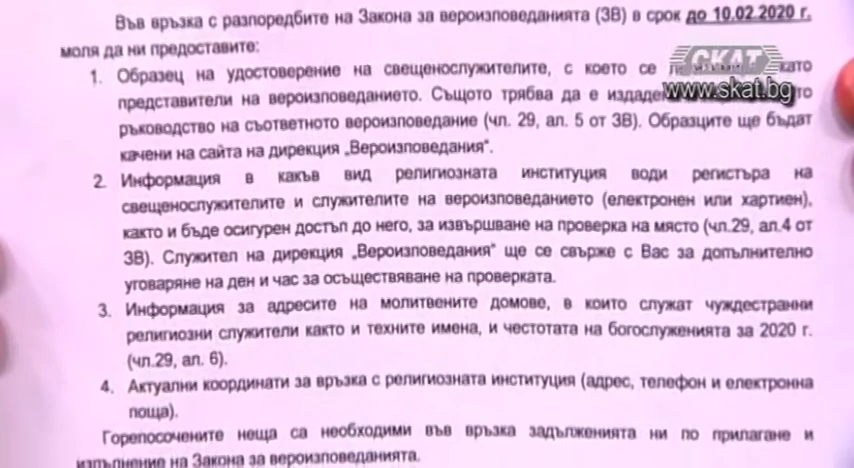 Във връзка с разпоредбите на Закона за вероизповеданията (ЗВ) в срок до 10.02 2020 г.
моля да ни предоставите:
1. Образец на удостоверение на свещенослужителите, с което се като
СКАТ
www.skat.bg
представители на вероизповеданието. Същото трябва да е издаден
ръководство на съответното вероизповедание (чл. 29, ал. 5 от ЗВ). Образците ще бъдат
качени на сайта на дирекция „Вероизповедания".
2. Информация в какъв вид религиозната институция води регистъра на
свещенослужителите и служителите на вероизповеданието (електронен или хартиен),
както и бъде осигурен достъп до него, за извършване на проверка на място (чл.29, ал.4 от
ЗВ). Служител на дирекция „Вероизповедания" ще се свърже с Вас за допълнително
уговаряне на ден и час за осъществяване на проверката.
3. Информация за адресите на молитвените домове, в които служат чуждестранни
религиозни служители както и техните имена, и честотата на богослуженията за 2020 г.
(чл.29, ал. 6).
4. Актуални координати за връзка с религиозната институция (адрес, телефон и електронна
поща).
Горепосочените неща са необходими във връзка задълженията ни по прилагане и
изпълнение на Закона за вероизповеданията.